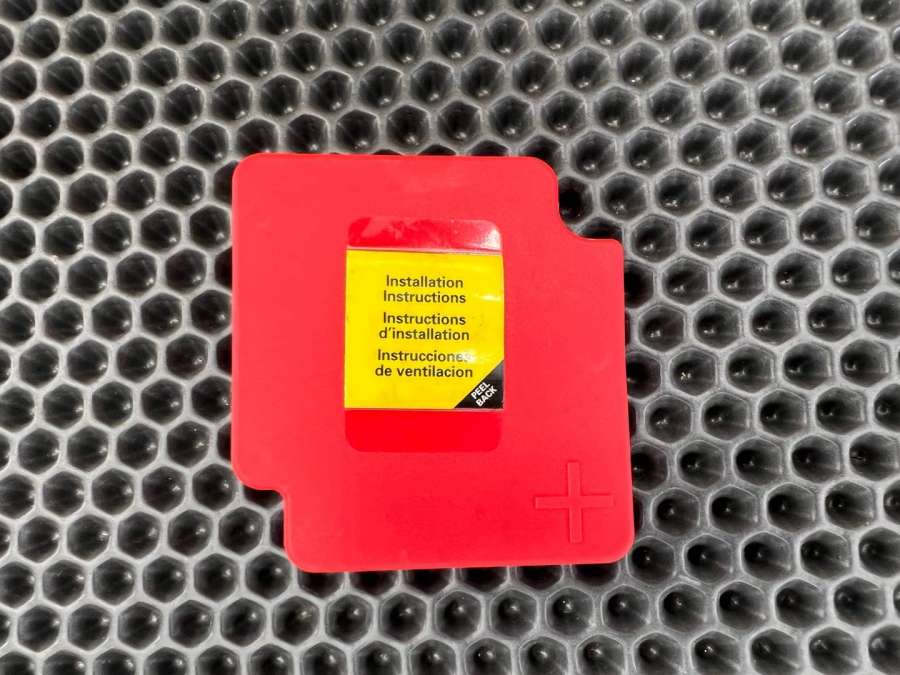 Installation
Instructions
Instructions
d'installation
Instrucciones
de ventilacion
PEEL
BACK
+